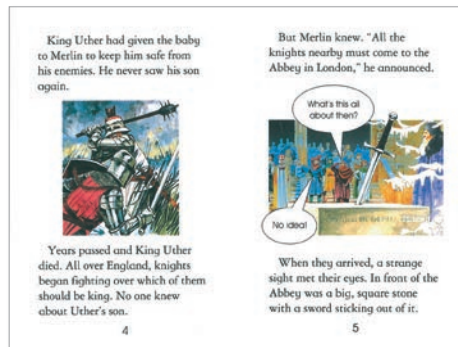 King Uther had given the baby
to Merlin to keep him safe from
his enemies. He never saw his son
again.
Years passed and King Uther
died. All over England, knights
began fighting over which of them
should be king. No one knew
about Uther's son.
4
But Merlin knew. "All the
knights nearby must come to the
Abbey in London," he announced.
What's this all
about then?
No idea!
When they arrived, a strange
sight met their eyes. In front of the
Abbey was a big, square stone
with a sword sticking out of it.
5